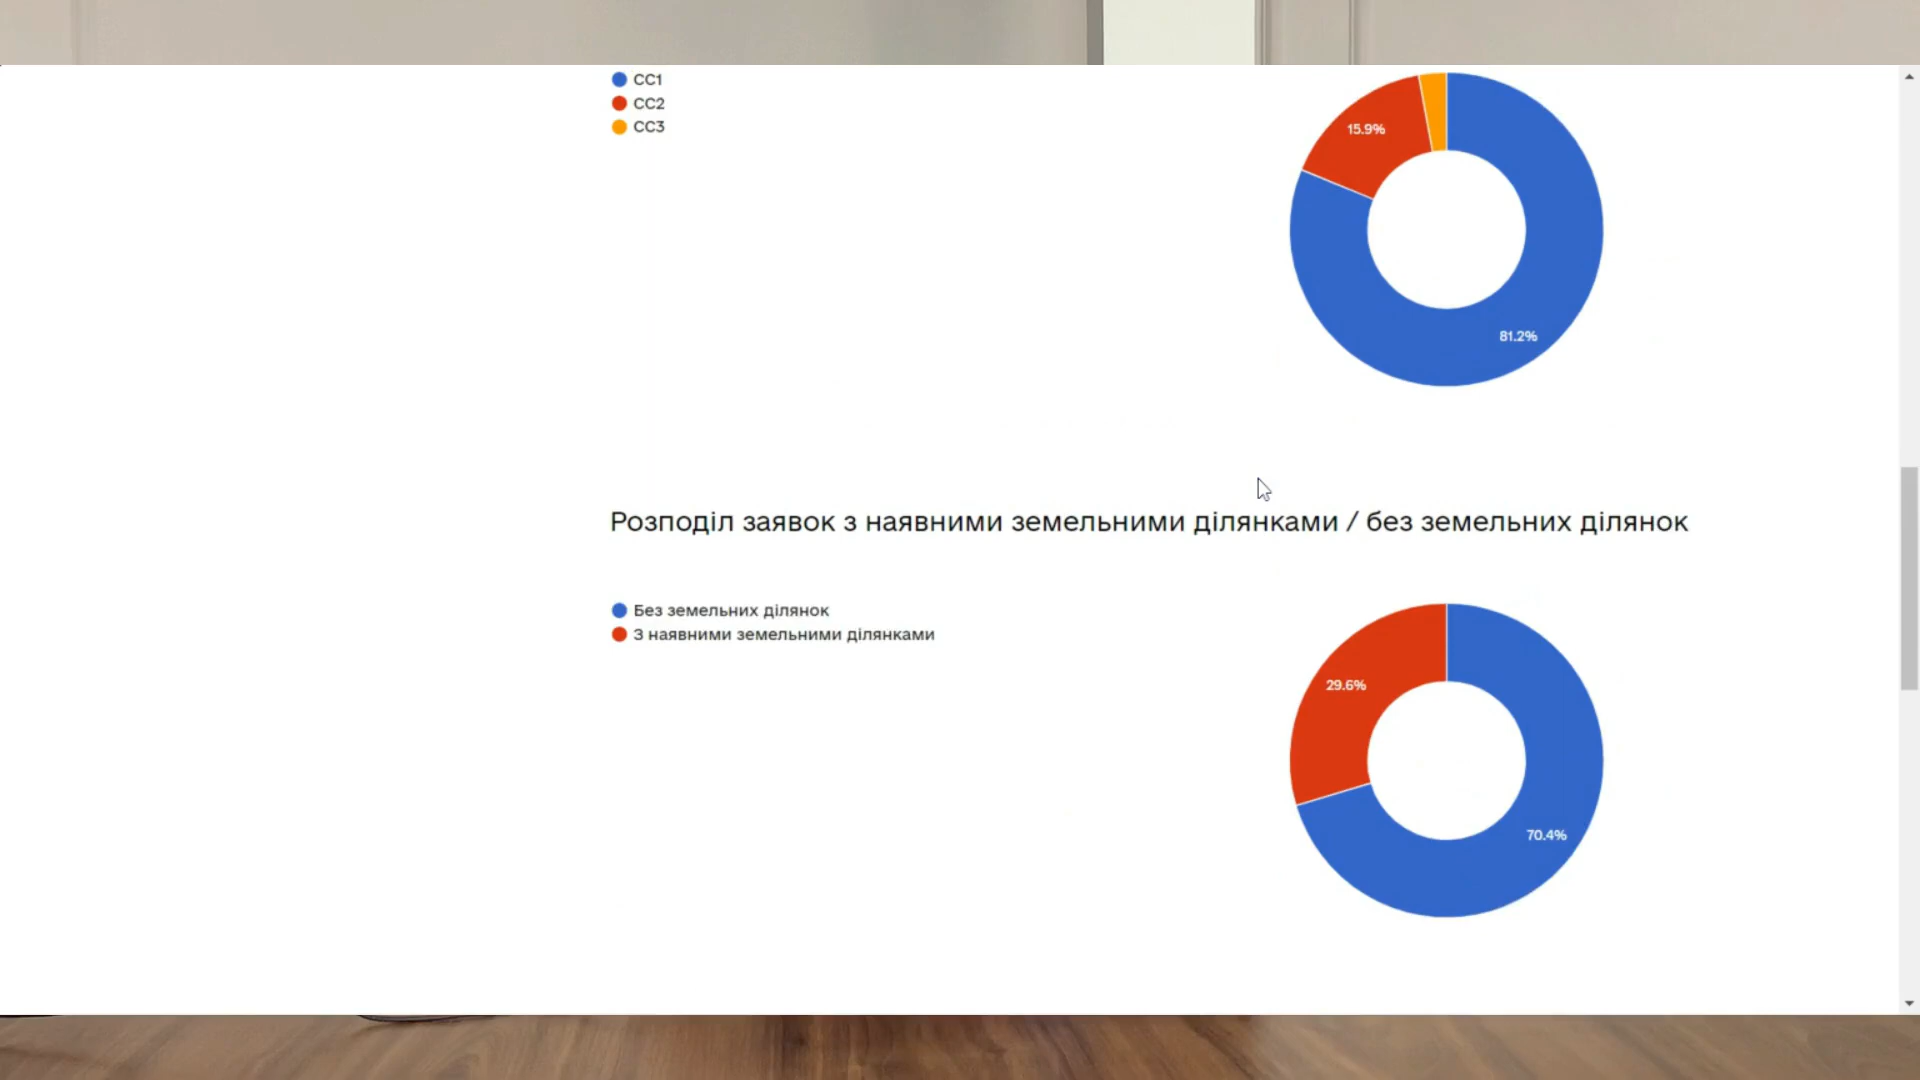 СС1
СС2
СС3
15.9%
81.2%
Розподіл заявок з наявними земельними ділянками / без земельних ділянок
Без земельних ділянок
З наявними земельними ділянками
29.6%
70.4%